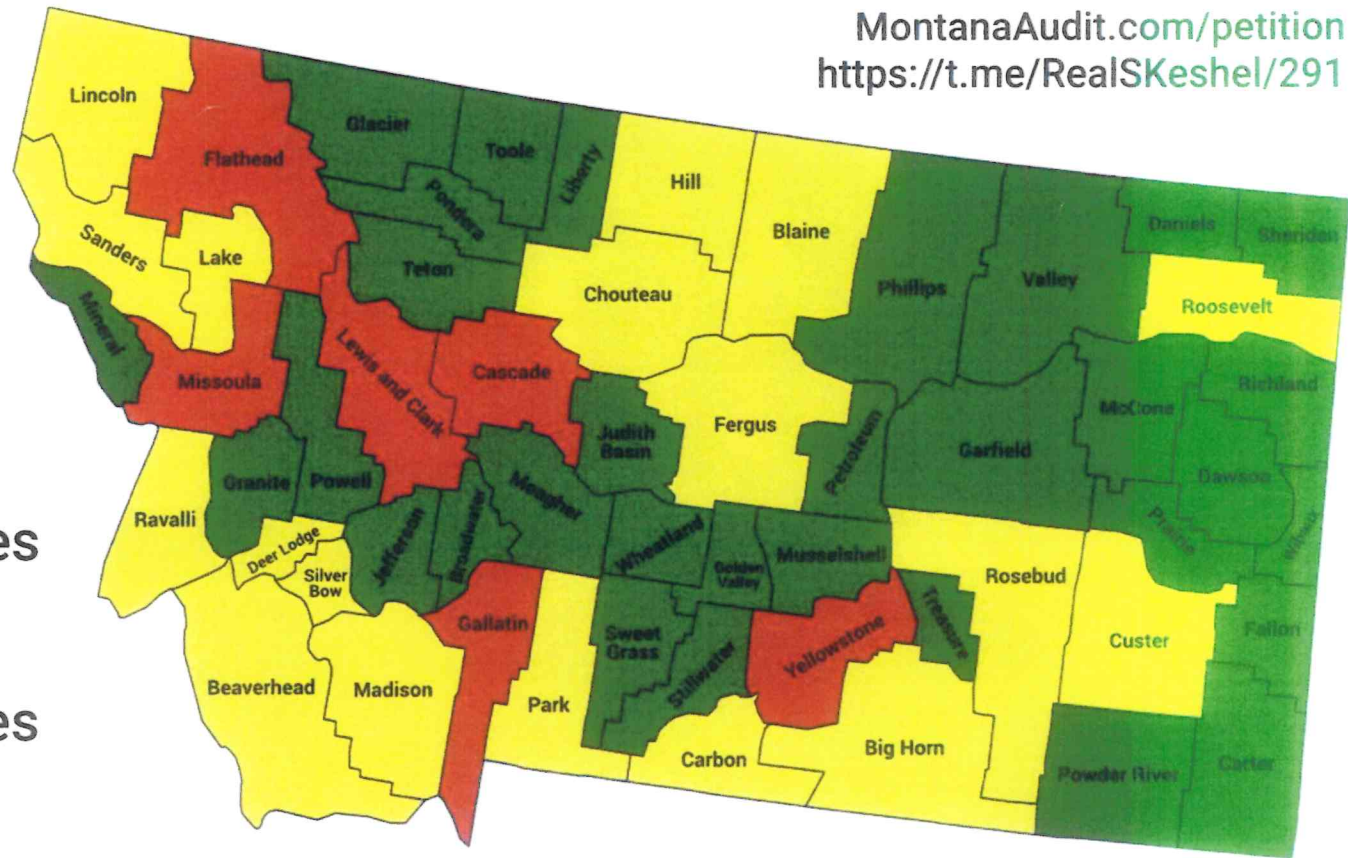 MontanaAudit.com/petition
https://t.me/RealSKeshel/291
Lincoln
Flathead
Glacier
Toole
Liberty
Pondera
Hill
Blaine
Phillips
Valley
Daniels
Sheridan
Roosevelt
Sanders
Lake
Teton
Chouteau
Mineral
Missoula
Lewis and Clark
Cascade
Judith
Basin
Fergus
Petroleum
Garfield
McCone
Richland
Dawson
Prairie
Wibaux
Ravalli
Granite
Powell
Deer Lodge
Silver
Bow
Jefferson
Broadwater
Meagher
Wheatland
Golden
Valley
Musselshell
Rosebud
Treasure
Custer
Fallon
Beaverhead
Madison
Gallatin
Park
Sweet
Grass
Stillwater
Yellowstone
Carbon
Big Horn
Powder River
Carter
es
es